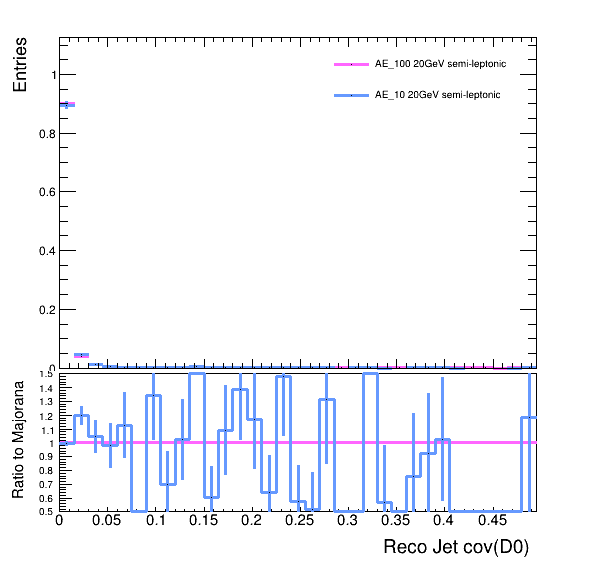 Entries
AE_100 20GeV semi-leptonic
AE_10 20GeV semi-leptonic
1
0.8
0.6
0.4
0.2
0
Ratio to Majorana
1.5
1.4
1.3
1.2
1.1
1
0.9
0.8
0.7
0.6
0.5
0 0.05 0.1 0.15 0.2 0.25 0.3 0.35 0.4 0.45
Reco Jet cov(D0)